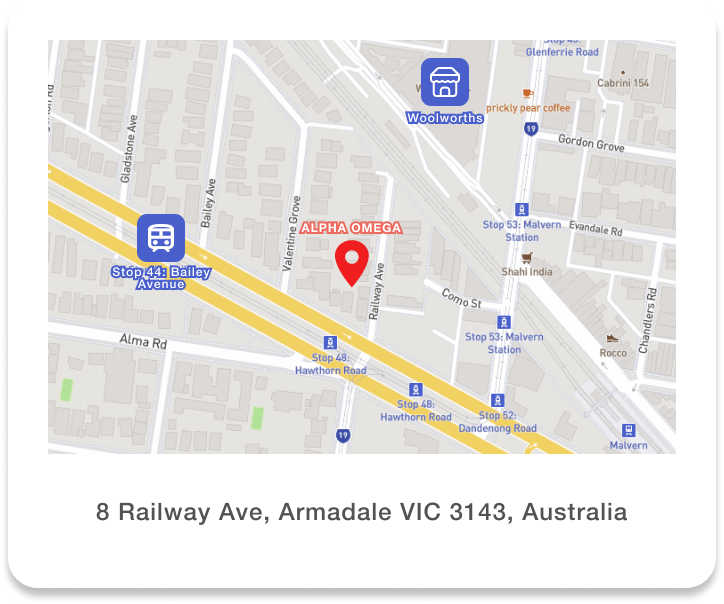 Stop 45:
Glenferrie Road
Cabrini 154
prickly pear coffee
Woolworths
19
Gordon Grove
Gladstone Ave
Bailey Ave
Valentine Grove
ALPHA OMEGA
Railway Ave
Stop 53: Malvern
Station
Evandale Rd
Shahi India
Stop 44: Bailey
Avenue
Como St
Chandlers Rd
Stop 53: Malvern
Station
Alma Rd
Rocco
Stop 48:
Hawthorn Road
Stop 48:
Hawthorn Road
Stop 52:
Dandenong Road
19
Malvern
8 Railway Ave, Armadale VIC 3143, Australia